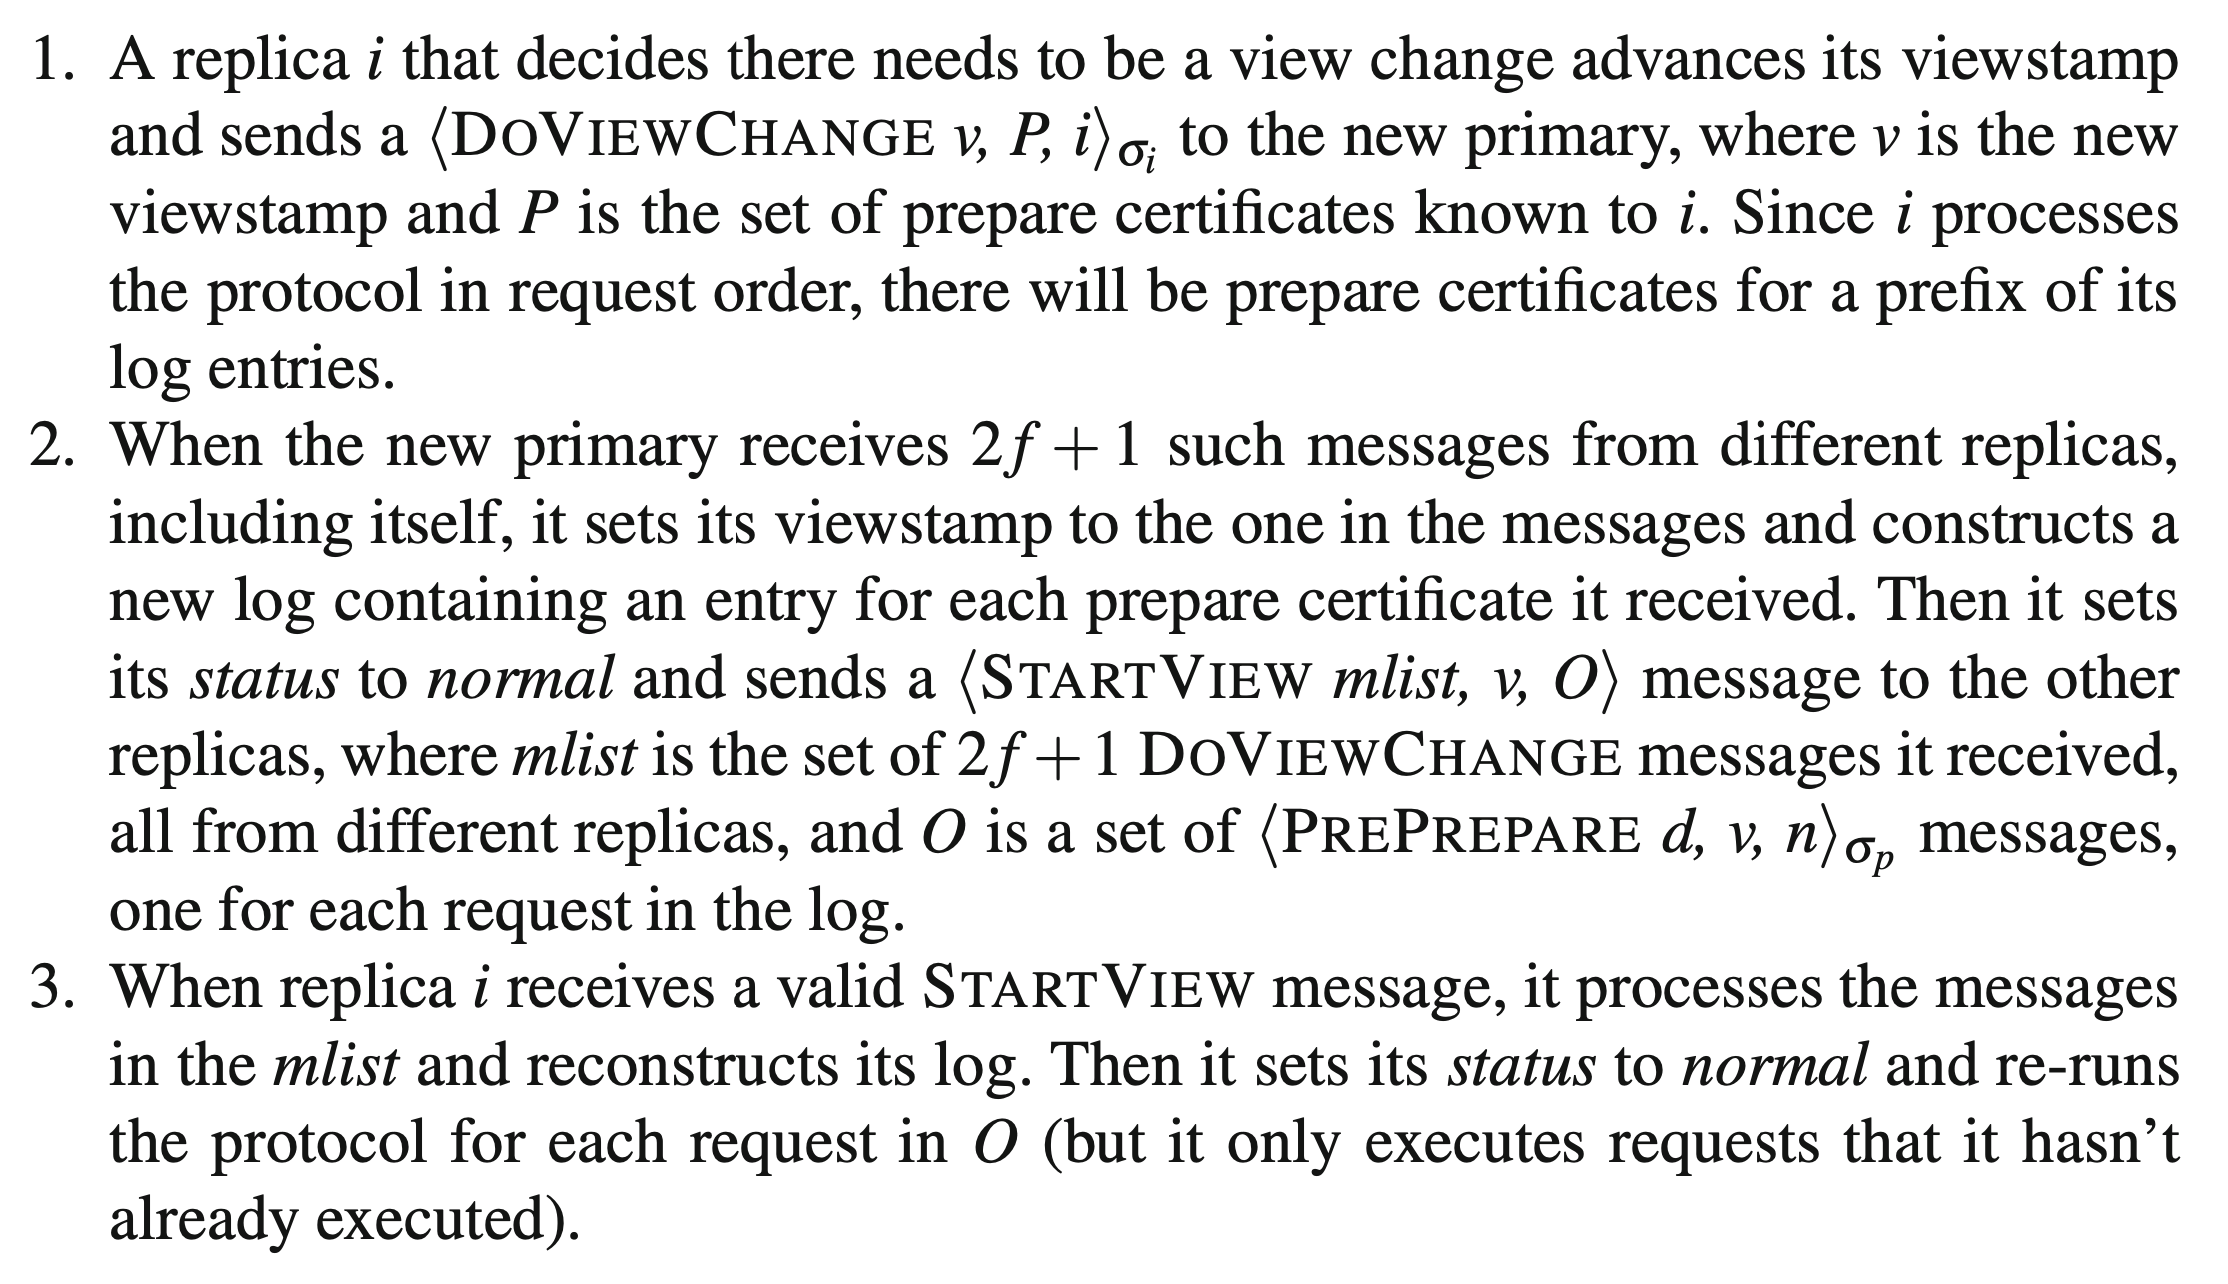 1. A replica i that decides there needs to be a view change advances its viewstamp
and sends a ⟨DOVIEWCHANGE v, P, i⟩σi to the new primary, where v is the new
viewstamp and P is the set of prepare certificates known to i. Since i processes
the protocol in request order, there will be prepare certificates for a prefix of its
log entries.
2. When the new primary receives 2f + 1 such messages from different replicas,
including itself, it sets its viewstamp to the one in the messages and constructs a
new log containing an entry for each prepare certificate it received. Then it sets
its status to normal and sends a ⟨STARTVIEW mlist, v, O⟩ message to the other
replicas, where mlist is the set of 2f + 1 DOVIEWCHANGE messages it received,
all from different replicas, and O is a set of ⟨PREPREPARE d, v, n⟩σp messages,
one for each request in the log.
3. When replica i receives a valid STARTVIEW message, it processes the messages
in the mlist and reconstructs its log. Then it sets its status to normal and re-runs
the protocol for each request in O (but it only executes requests that it hasn’t
already executed).